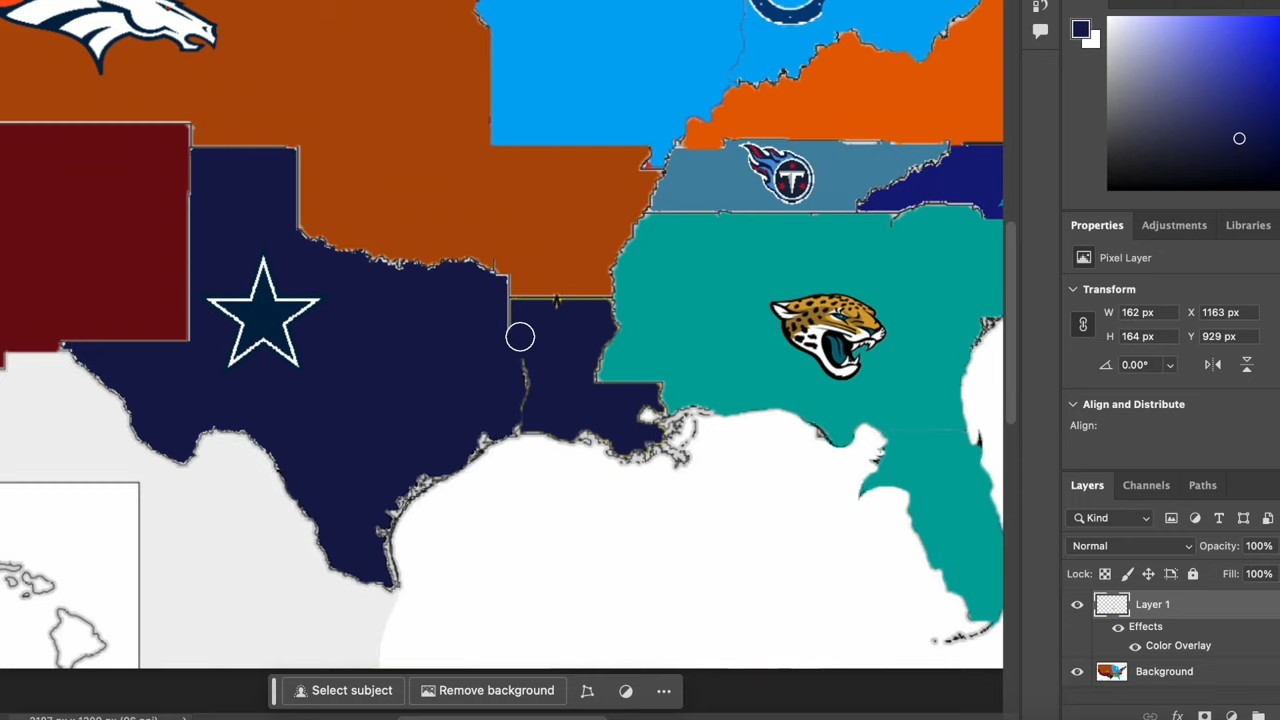 Properties Adjustments Libraries
Pixel Layer
Transform
W 162 px X 1163 px
H 164 px Y 929 px
0.00°
Align and Distribute
Align:
T
Layers Channels Paths
Kind
Normal Opacity: 100%
Lock: Fill: 100%
Layer 1
Effects
Color Overlay
Background
Select subject Remove background
fx